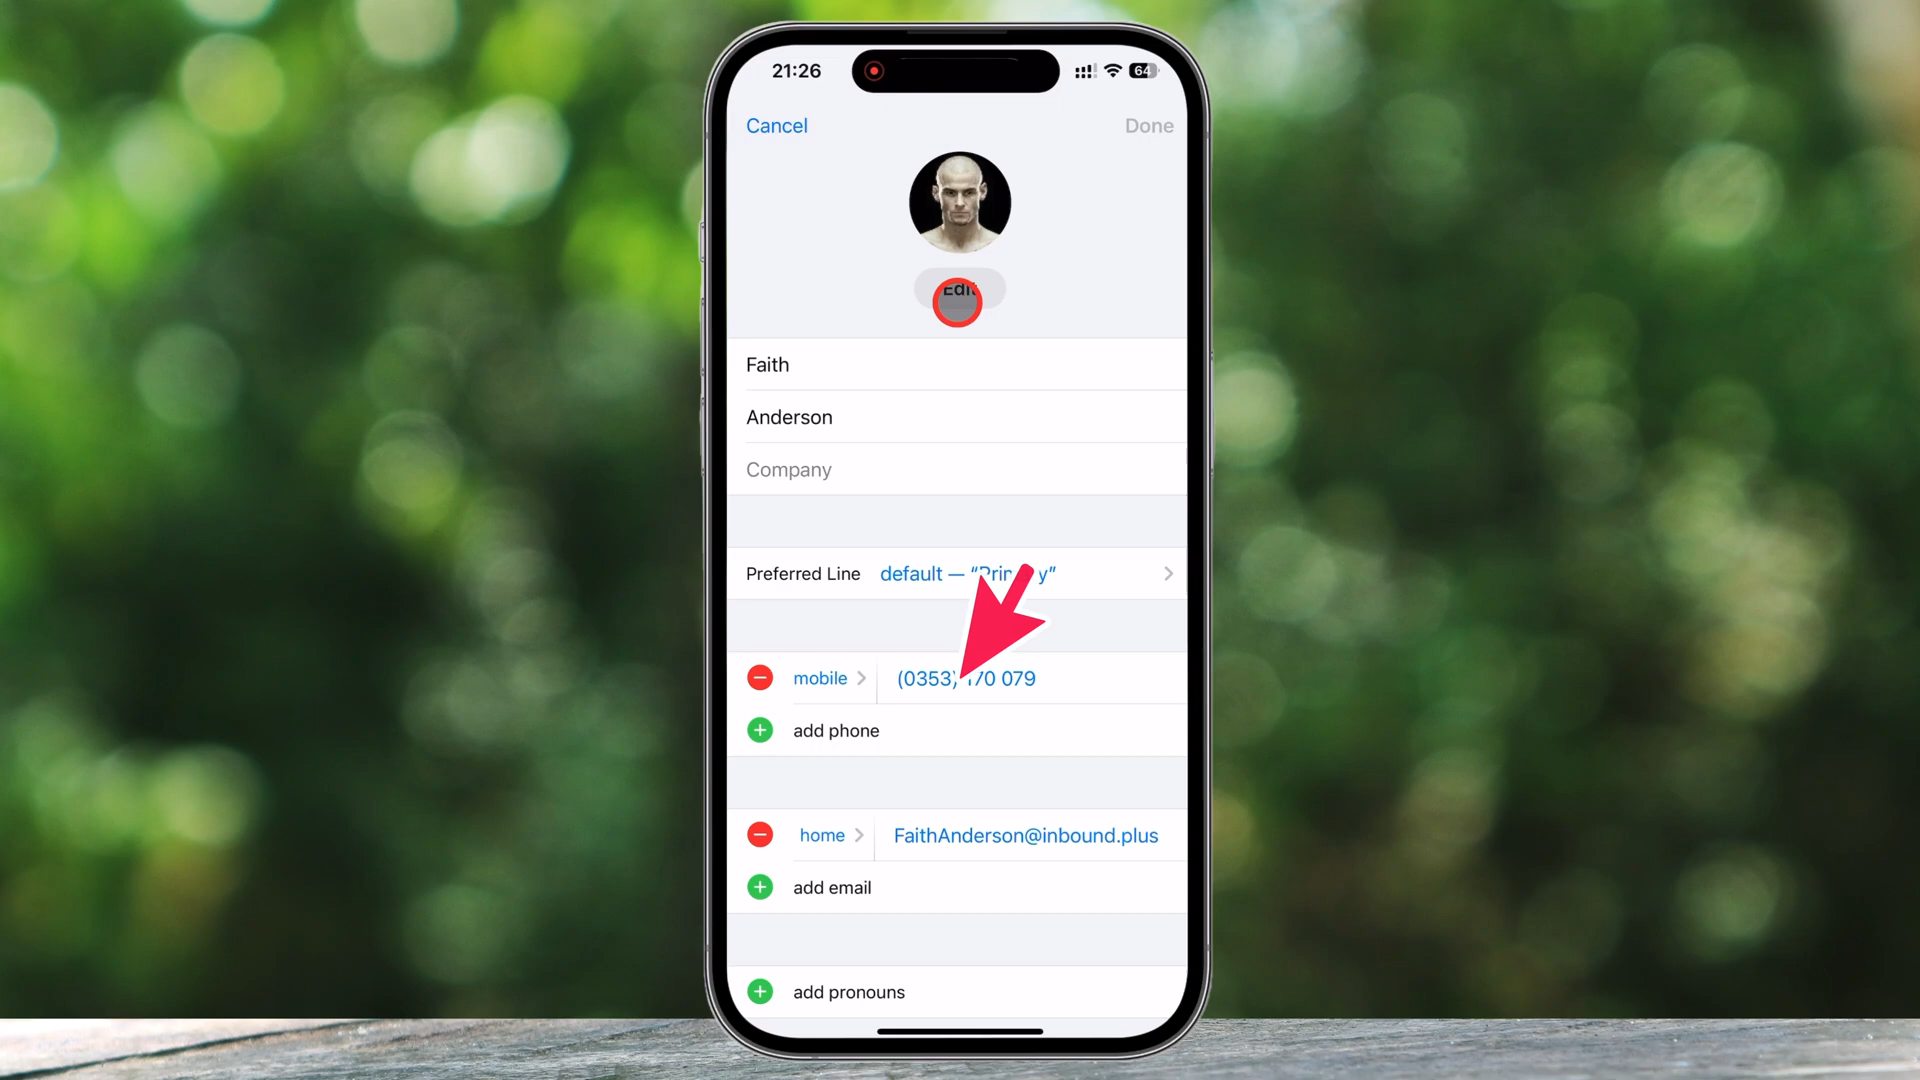 21:26
64
Cancel
Done
Faith
Anderson
Company
Preferred Line default — “
mobile (0353) 170 079
add phone
home FaithAnderson@inbound.plus
add email
add pronouns